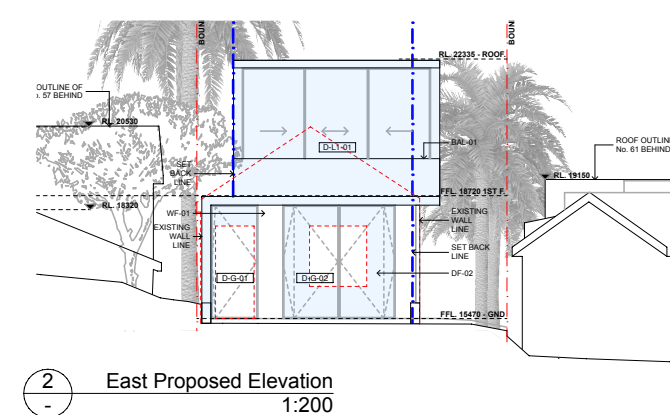 BOUN
BOUN
RL. 22335 - ROOF.
OUTLINE OF
o. 57 BEHIND
RL. 20530
D-L1-01
BAL-01
ROOF OUTLIN
No. 61 BEHIND
SET
BACK
LINE
RL. 19150
FFL. 18720 1ST F.
RL. 18320
WF-01
EXISTING
WALL
LINE
EXISTING
WALL
LINE
SET BACK
LINE
D-G-01
D-G-02
DF-02
FFL. 15470 - GND
2
East Proposed Elevation
-
1:200